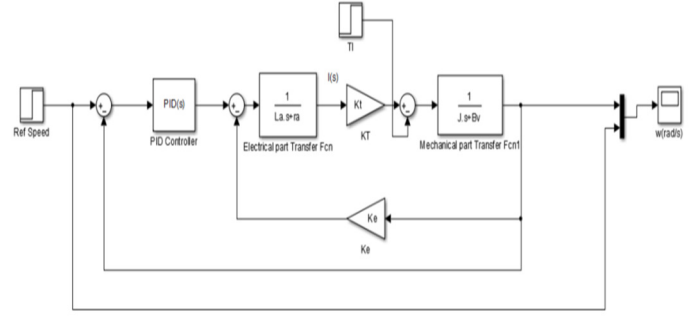 Tl
Ref Speed
PID(s)
PID Controller
1
La.s+ra
Electrical part Transfer Fcn
I(s)
Kt
KT
1
J.s+Bv
Mechanical part Transfer Fcn1
w(rad/s)
Ke
Ke